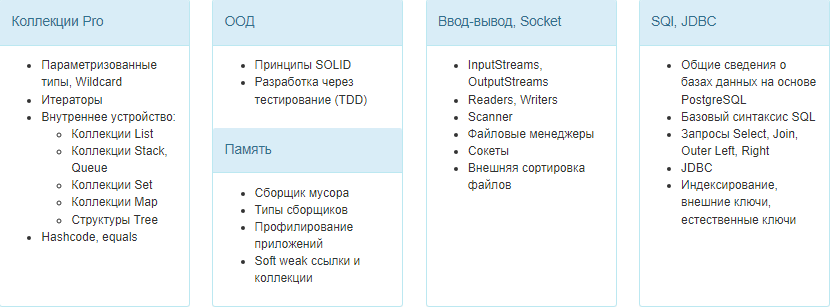 Коллекции Pro
Параметризованные
типы, Wildcard
Итераторы
Внутреннее устройство:
Коллекции List
Коллекции Stack,
Queue
Коллекции Set
Коллекции Map
Структуры Tree
Hashcode, equals
ООД
Принципы SOLID
Разработка через
тестирование (TDD)
Память
Сборщик мусора
Типы сборщиков
Профилирование
приложений
Soft weak ссылки и
коллекции
Ввод-вывод, Socket
InputStreams,
OutputStreams
Readers, Writers
Scanner
Файловые менеджеры
Сокеты
Внешняя сортировка
файлов
SQl, JDBC
Общие сведения о
базах данных на основе
PostgreSQL
Базовый синтаксис SQL
Запросы Select, Join,
Outer Left, Right
JDBC
Индексирование,
внешние ключи,
естественные ключи